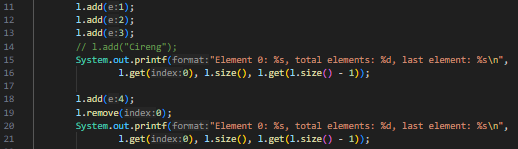 11 l.add(e:1);
12 l.add(e:2);
13 l.add(e:3);
14 // l.add("Cireng");
15 System.out.printf(format:"Element 0: %s, total elements: %d, last element: %s\n",
16 l.get(index:0), l.size(), l.get(l.size() - 1));
17
18 l.add(e:4);
19 l.remove(index:0);
20 System.out.printf(format:"Element 0: %s, total elements: %d, last element: %s\n",
21 l.get(index:0), l.size(), l.get(l.size() - 1));